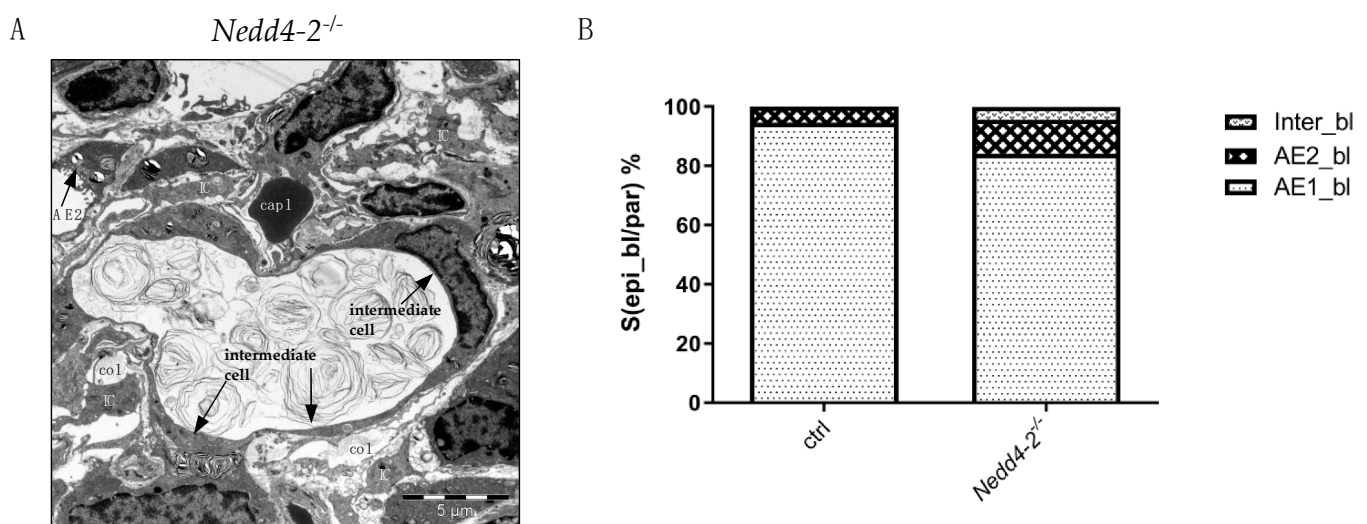 A
Nedd4-2-/-
B
IC
AE2
IC
capl
intermediate
cell
intermediate
cell
col
IC
col
IC
5 µm
S(epi_bl/par) %
100
80
60
40
20
0
ctrl
Nedd4-2-/-
Inter_bl
AE2_bl
AE1_bl